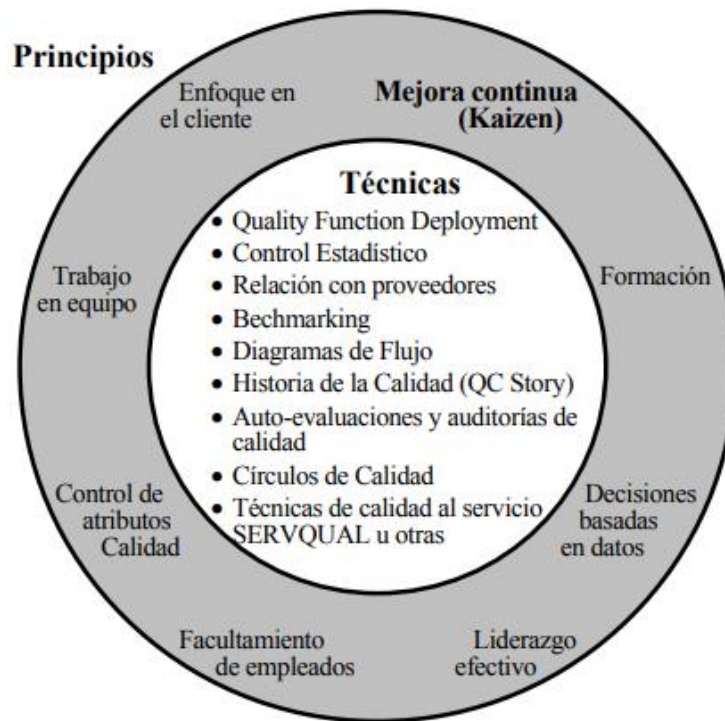 Principios
Enfoque en
el cliente
Mejora continua
(Kaizen)
Técnicas
• Quality Function Deployment
• Control Estadístico
• Relación con proveedores
• Bechmarking
• Diagramas de Flujo
• Historia de la Calidad (QC Story)
• Auto-evaluaciones y auditorías de
calidad
• Círculos de Calidad
• Técnicas de calidad al servicio
SERVQUAL u otras
Trabajo
en equipo
Formación
Control de
atributos
Calidad
Decisiones
basadas
en datos
Facultamiento
de empleados
Liderazgo
efectivo